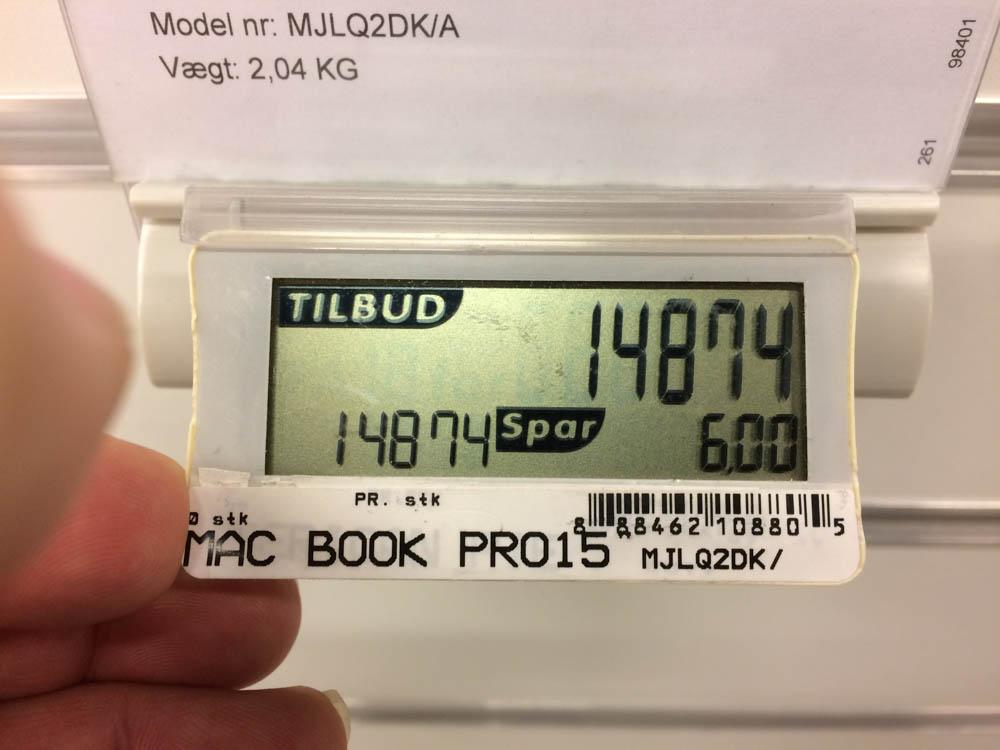 Model nr: MJLQ2DK/A
Vægt: 2,04 KG
98401
261
TILBUD
14874
14874 Spar 6,00
PR. stk
0 stk
MAC BOOK PRO15
8 88462 10880 5
MJLQ2DK/